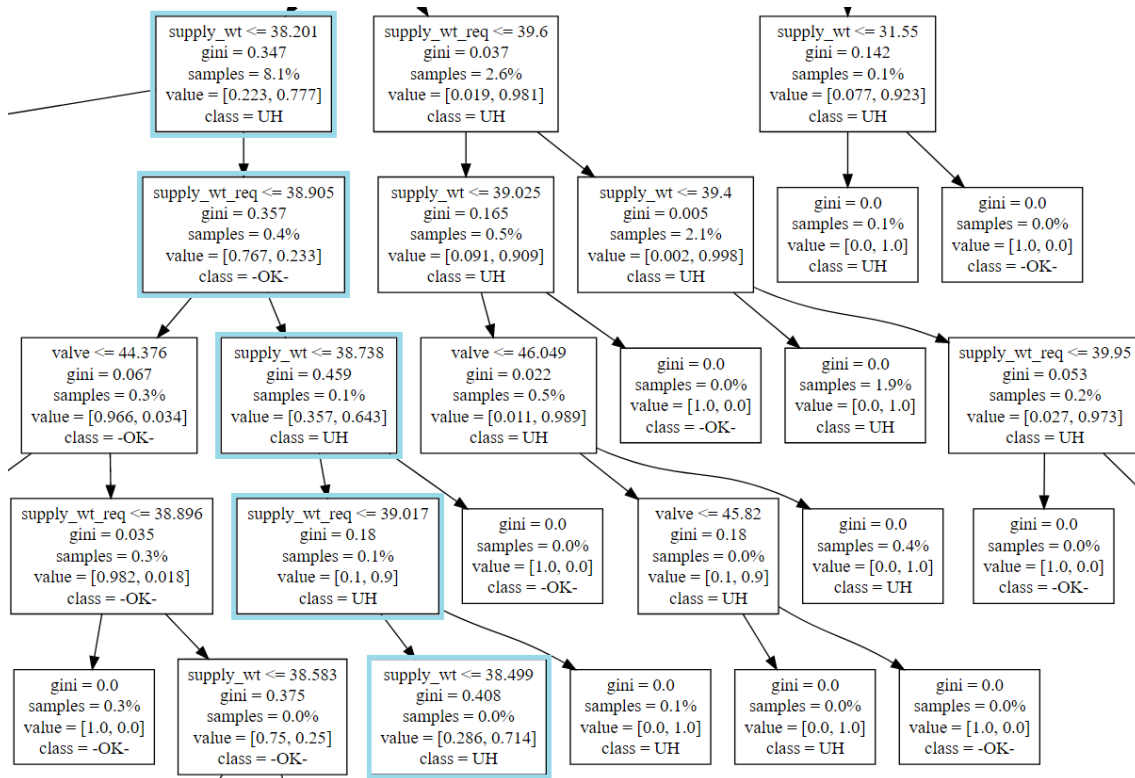 supply_wt <= 38.201
gini = 0.347
samples = 8.1%
value = [0.223, 0.777]
class = UH
supply_wt_req <= 39.6
gini = 0.037
samples = 2.6%
value = [0.019, 0.981]
class = UH
supply_wt <= 31.55
gini = 0.142
samples = 0.1%
value = [0.077, 0.923]
class = UH
supply_wt_req <= 38.905
gini = 0.357
samples = 0.4%
value = [0.767, 0.233]
class = -OK-
supply_wt <= 39.025
gini = 0.165
samples = 0.5%
value = [0.091, 0.909]
class = UH
supply_wt <= 39.4
gini = 0.005
samples = 2.1%
value = [0.002, 0.998]
class = UH
gini = 0.0
samples = 0.1%
value = [0.0, 1.0]
class = UH
gini = 0.0
samples = 0.0%
value = [1.0, 0.0]
class = -OK-
valve <= 44.376
gini = 0.067
samples = 0.3%
value = [0.966, 0.034]
class = -OK-
supply_wt <= 38.738
gini = 0.459
samples = 0.1%
value = [0.357, 0.643]
class = UH
valve <= 46.049
gini = 0.022
samples = 0.5%
value = [0.011, 0.989]
class = UH
gini = 0.0
samples = 0.0%
value = [1.0, 0.0]
class = -OK-
gini = 0.0
samples = 1.9%
value = [0.0, 1.0]
class = UH
supply_wt_req <= 39.95
gini = 0.053
samples = 0.2%
value = [0.027, 0.973]
class = UH
supply_wt_req <= 38.896
gini = 0.035
samples = 0.3%
value = [0.982, 0.018]
class = -OK-
supply_wt_req <= 39.017
gini = 0.18
samples = 0.1%
value = [0.1, 0.9]
class = UH
gini = 0.0
samples = 0.0%
value = [1.0, 0.0]
class = -OK-
valve <= 45.82
gini = 0.18
samples = 0.0%
value = [0.1, 0.9]
class = UH
gini = 0.0
samples = 0.4%
value = [0.0, 1.0]
class = UH
gini = 0.0
samples = 0.0%
value = [1.0, 0.0]
class = -OK-
gini = 0.0
samples = 0.3%
value = [1.0, 0.0]
class = -OK-
supply_wt <= 38.583
gini = 0.375
samples = 0.0%
value = [0.75, 0.25]
class = -OK-
supply_wt <= 38.499
gini = 0.408
samples = 0.0%
value = [0.286, 0.714]
class = UH
gini = 0.0
samples = 0.1%
value = [0.0, 1.0]
class = UH
gini = 0.0
samples = 0.0%
value = [0.0, 1.0]
class = UH
gini = 0.0
samples = 0.0%
value = [1.0, 0.0]
class = -OK-